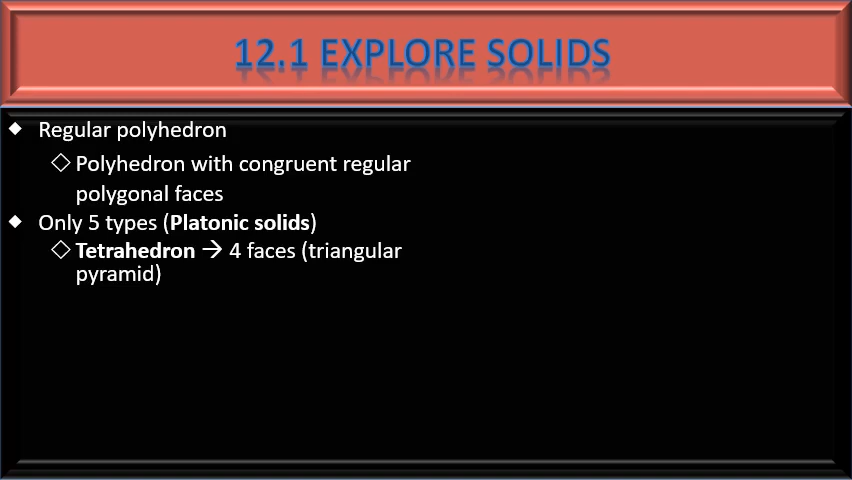 12.1 EXPLORE SOLIDS
◆ Regular polyhedron
◇ Polyhedron with congruent regular
polygonal faces
◆ Only 5 types (Platonic solids)
◇ Tetrahedron → 4 faces (triangular
pyramid)